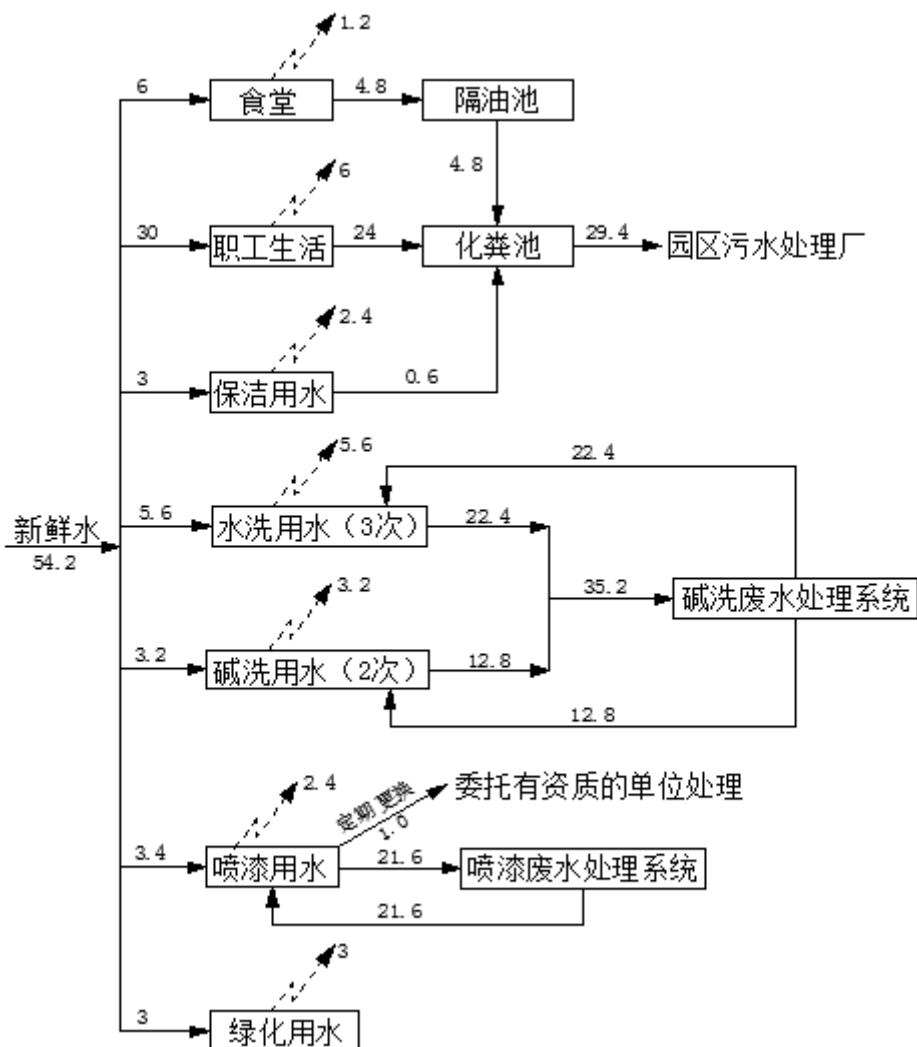 1.2
6
食堂
4.8
隔油池
4.8
6
30
职工生活
24
化粪池
29.4
园区污水处理厂
2.4
3
保洁用水
0.6
5.6
22.4
新鲜水
54.2
5.6
水洗用水（3次）
22.4
3.2
35.2
碱洗废水处理系统
3.2
碱洗用水（2次）
12.8
12.8
2.4
定期更换
1.0
委托有资质的单位处理
3.4
喷漆用水
21.6
喷漆废水处理系统
21.6
3
3
绿化用水